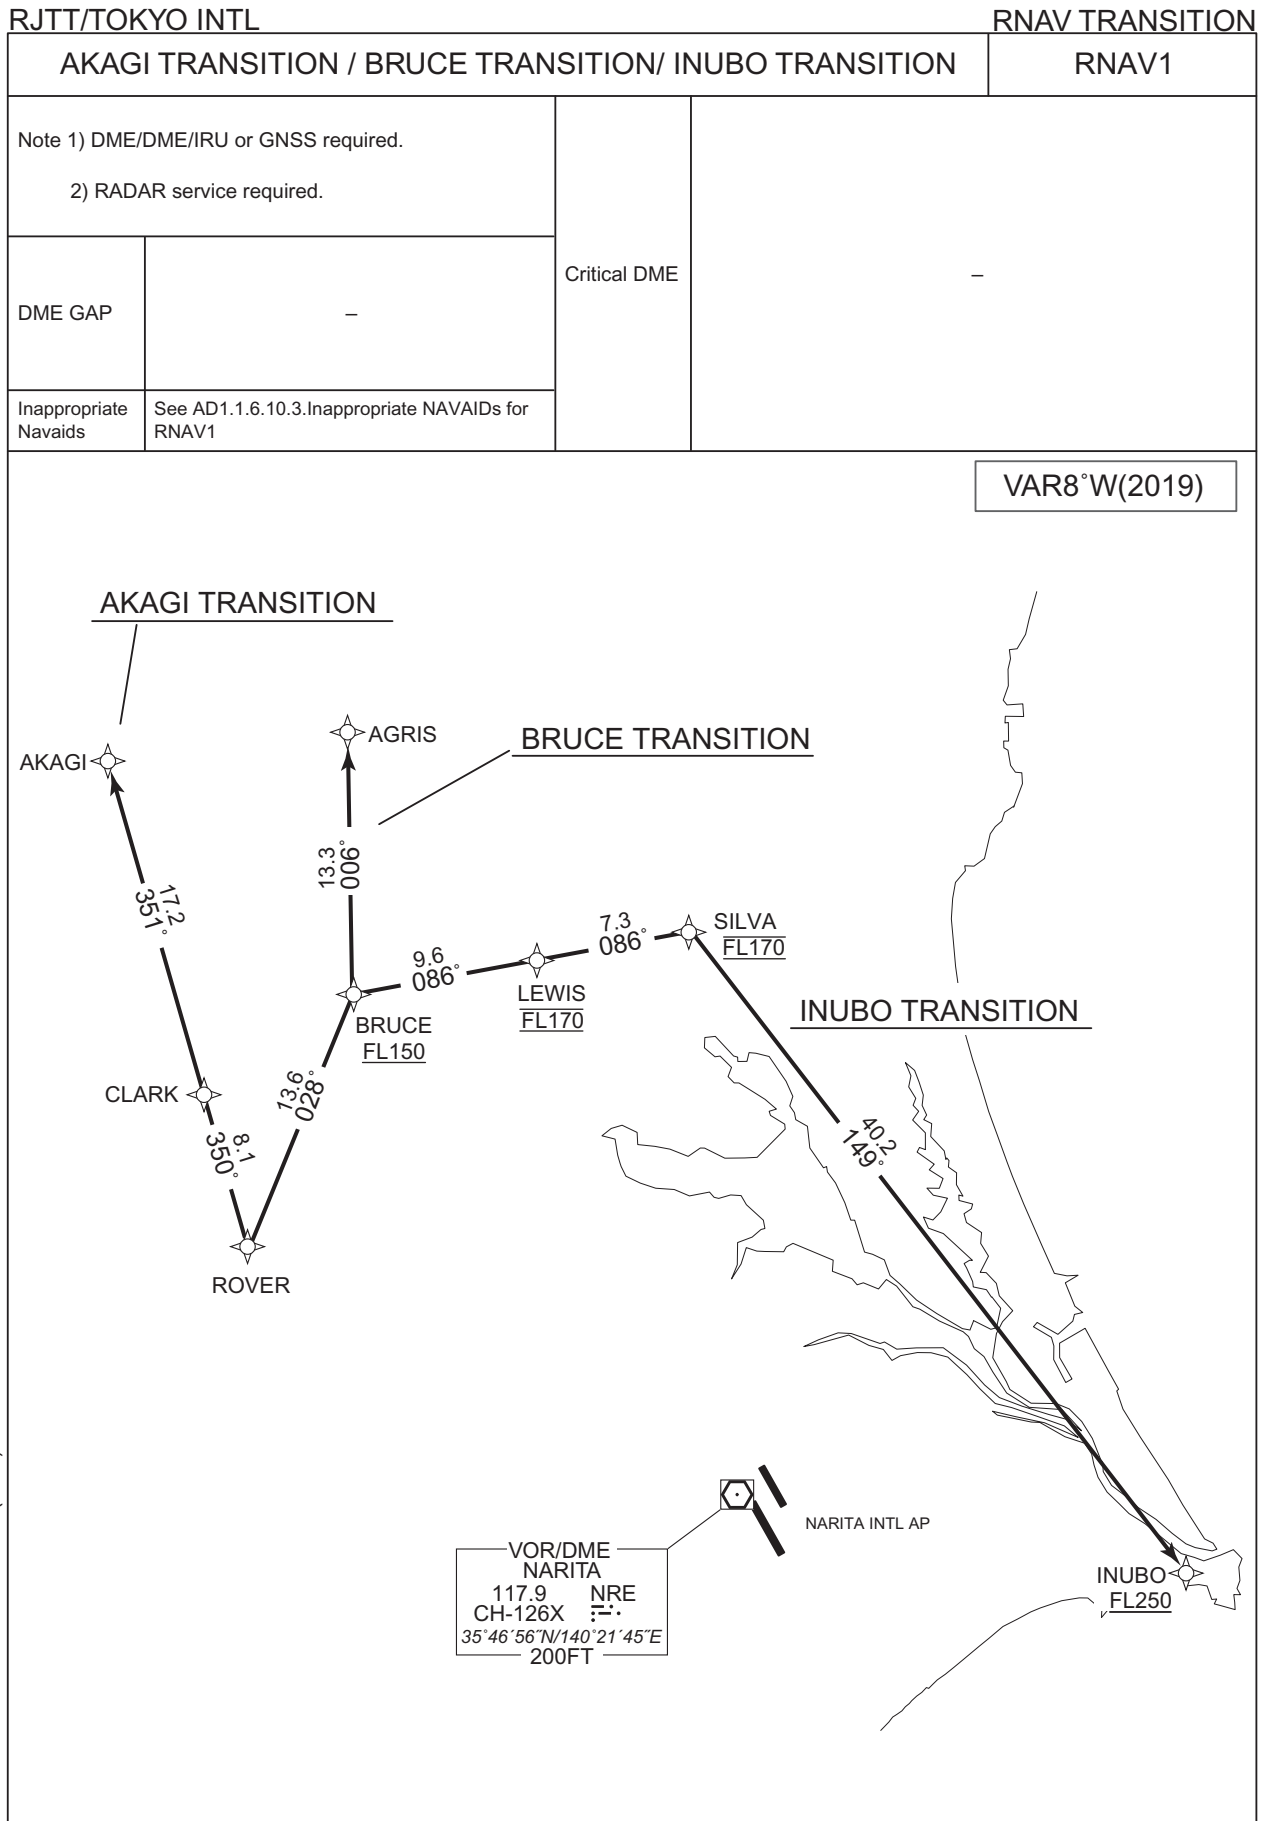 RJTT/TOKYO INTL
RNAV TRANSITION
AKAGI TRANSITION / BRUCE TRANSITION/ INUBO TRANSITION
RNAV1
Note 1) DME/DME/IRU or GNSS required.
2) RADAR service required.
DME GAP
–
Critical DME
–
Inappropriate
Navaids
See AD1.1.6.10.3.Inappropriate NAVAIDs for
RNAV1
VAR8˚W(2019)
AKAGI TRANSITION
AGRIS
BRUCE TRANSITION
AKAGI
13.3
006˚
17.2
351˚
7.3
086˚
SILVA
FL170
9.6
086˚
LEWIS
FL170
INUBO TRANSITION
BRUCE
FL150
CLARK
13.6
028˚
8.1
350˚
40.2
149˚
ROVER
NARITA INTL AP
VOR/DME
NARITA
117.9 NRE
CH-126X
35˚46´56˝N/140˚21´45˝E
200FT
INUBO
FL250